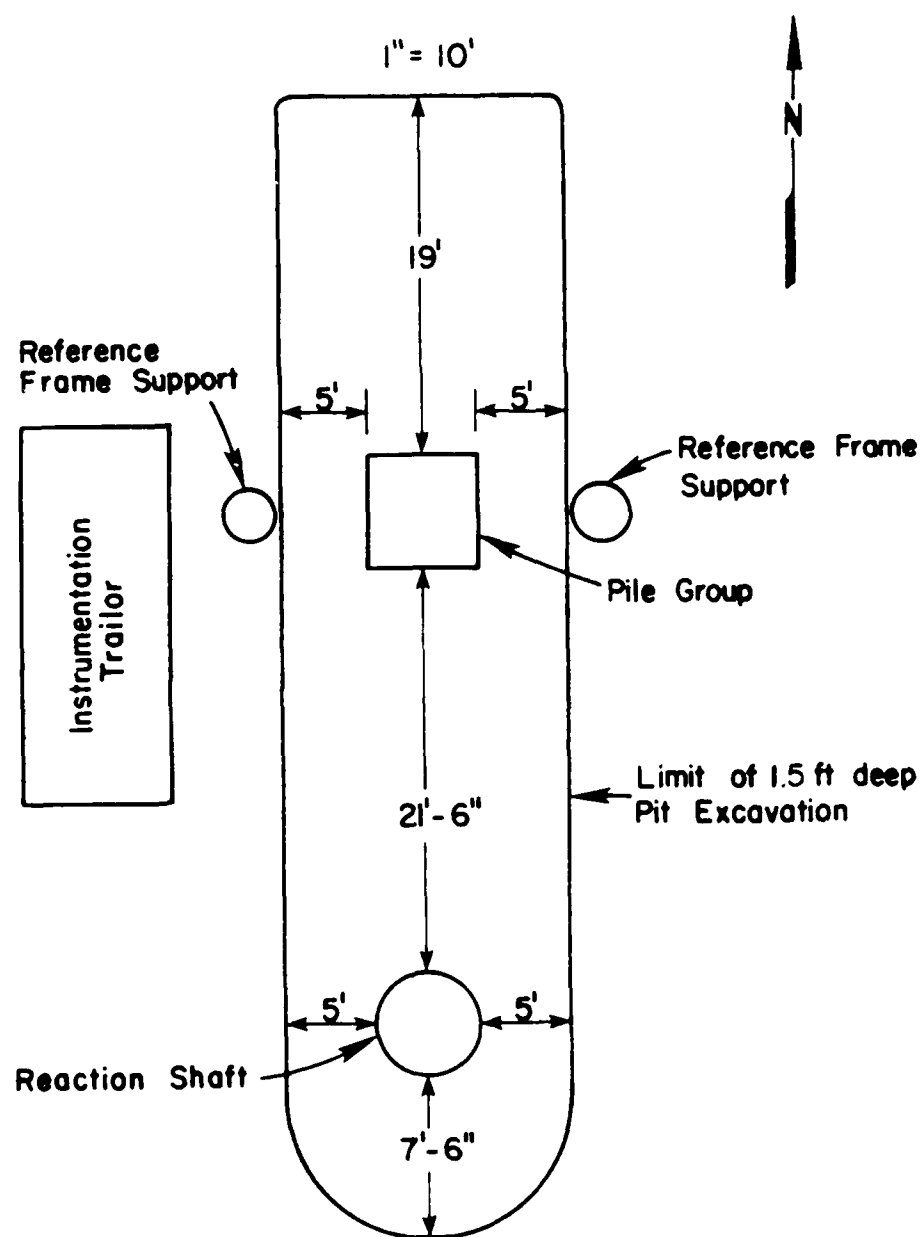 1" = 10'
N
19'
Reference
Frame Support
5'
5'
Reference Frame
Support
Instrumentation
Trailor
Pile Group
Limit of 1.5 ft deep
Pit Excavation
21'-6"
5'
5'
Reaction Shaft
7'-6"